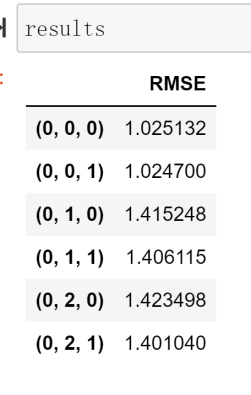 results
RMSE
(0, 0, 0) 1.025132
(0, 0, 1) 1.024700
(0, 1, 0) 1.415248
(0, 1, 1) 1.406115
(0, 2, 0) 1.423498
(0, 2, 1) 1.401040